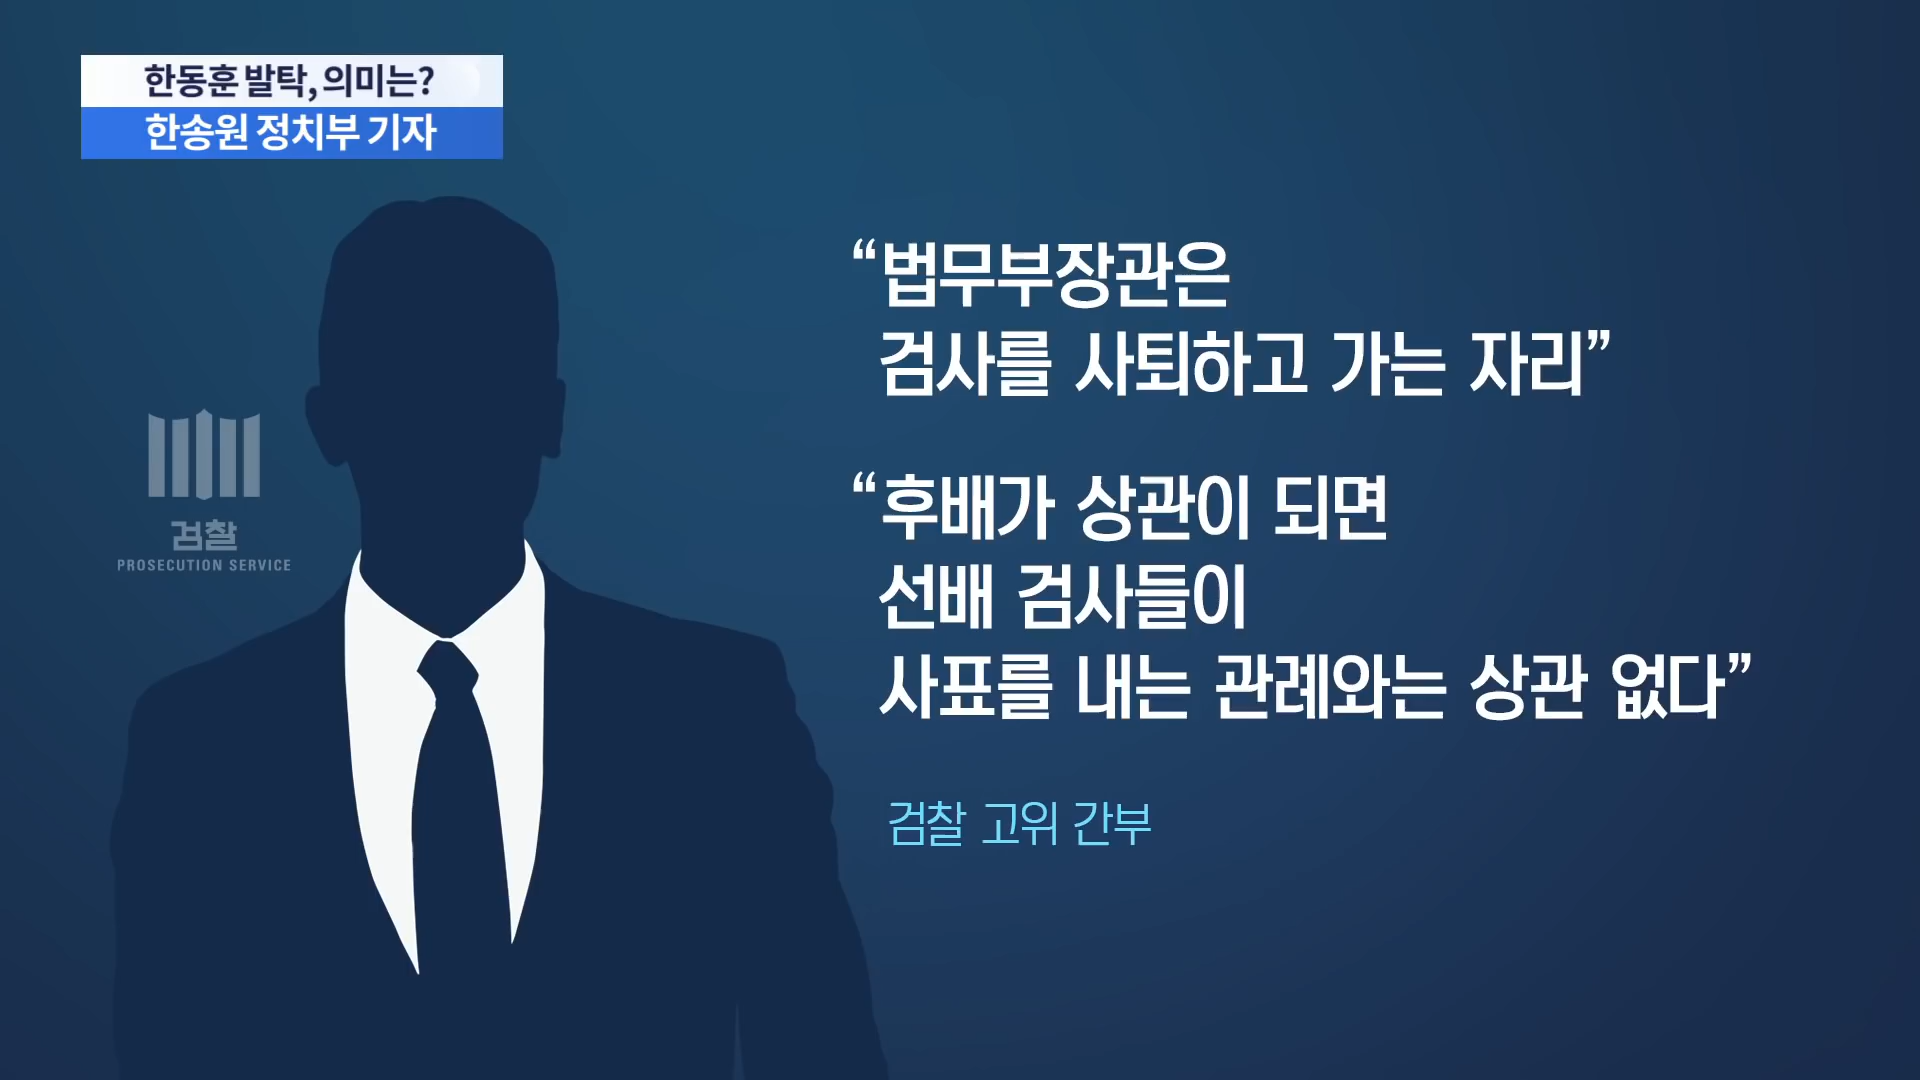 한동훈 발탁, 의미는?
한송원 정치부 기자
“법무부장관은
검사를 사퇴하고 가는 자리”
“후배가 상관이 되면
선배 검사들이
사표를 내는 관례와는 상관 없다”
검찰 고위 간부
검찰
PROSECUTION SERVICE